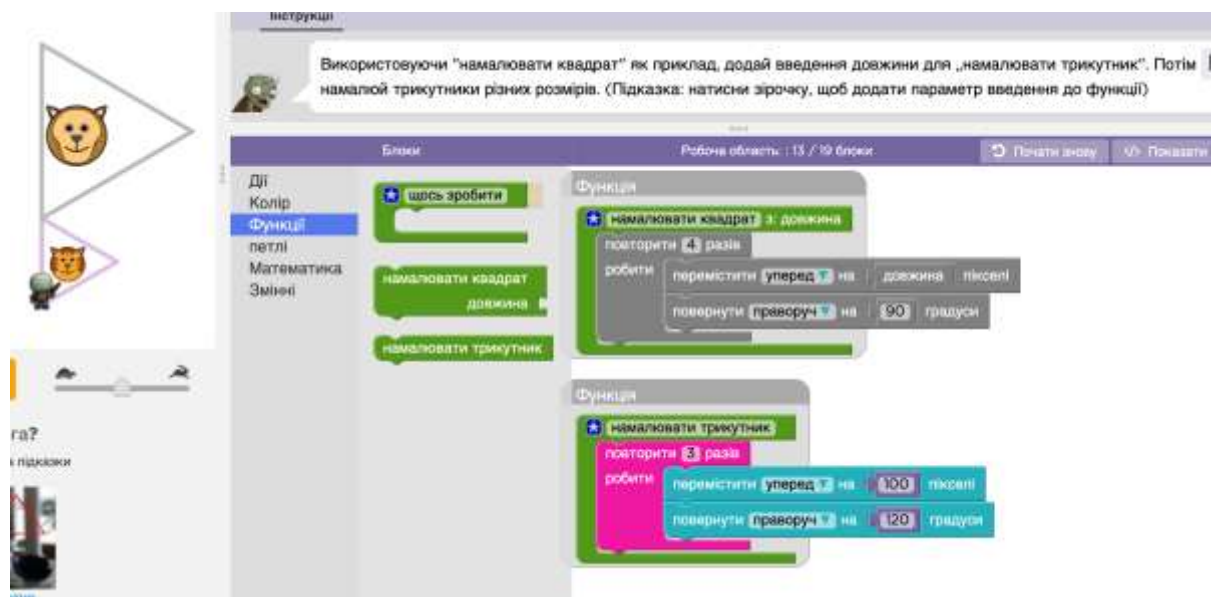 Інструкції
Використовуючи "намалювати квадрат" як приклад, додай введення довжини для „намалювати трикутник". Потім
намалюй трикутники різних розмірів. (Підказка: натисни зірочку, щоб додати параметр введення до функції)
Блоки
Робоча область: : 13 / 19 блоки
Почати знову
Показати
Дії
Колір
Функції
петлі
Математика
Змінні
щось зробити
намалювати квадрат
довжина
намалювати трикутник
Функція
намалювати квадрат з: довжина
повторити 4 разів
робити
перемістити уперед на довжина пікселі
повернути праворуч на 90 градуси
Функція
намалювати трикутник
повторити 3 разів
робити
перемістити уперед на 100 пікселі
повернути праворуч на 120 градуси
га?
підказки